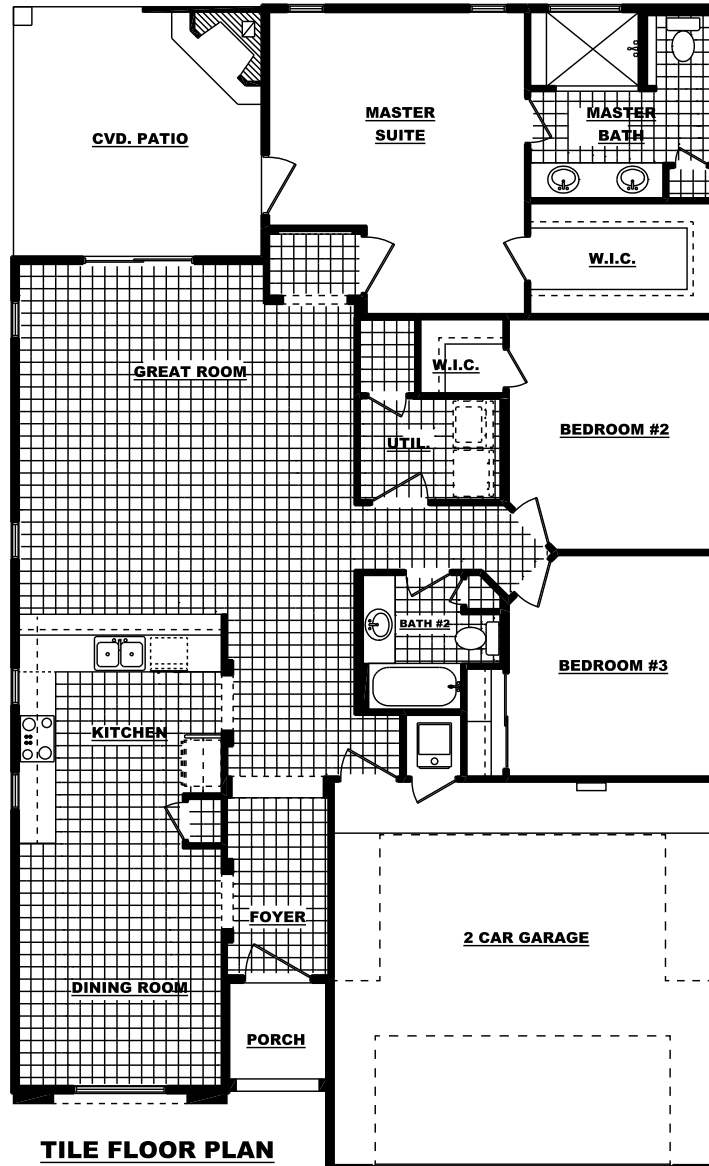 CVD. PATIO
MASTER
SUITE
MASTER
BATH
W.I.C.
GREAT ROOM
W.I.C.
UTIL.
BEDROOM #2
BATH #2
BEDROOM #3
KITCHEN
FOYER
2 CAR GARAGE
DINING ROOM
PORCH
TILE FLOOR PLAN